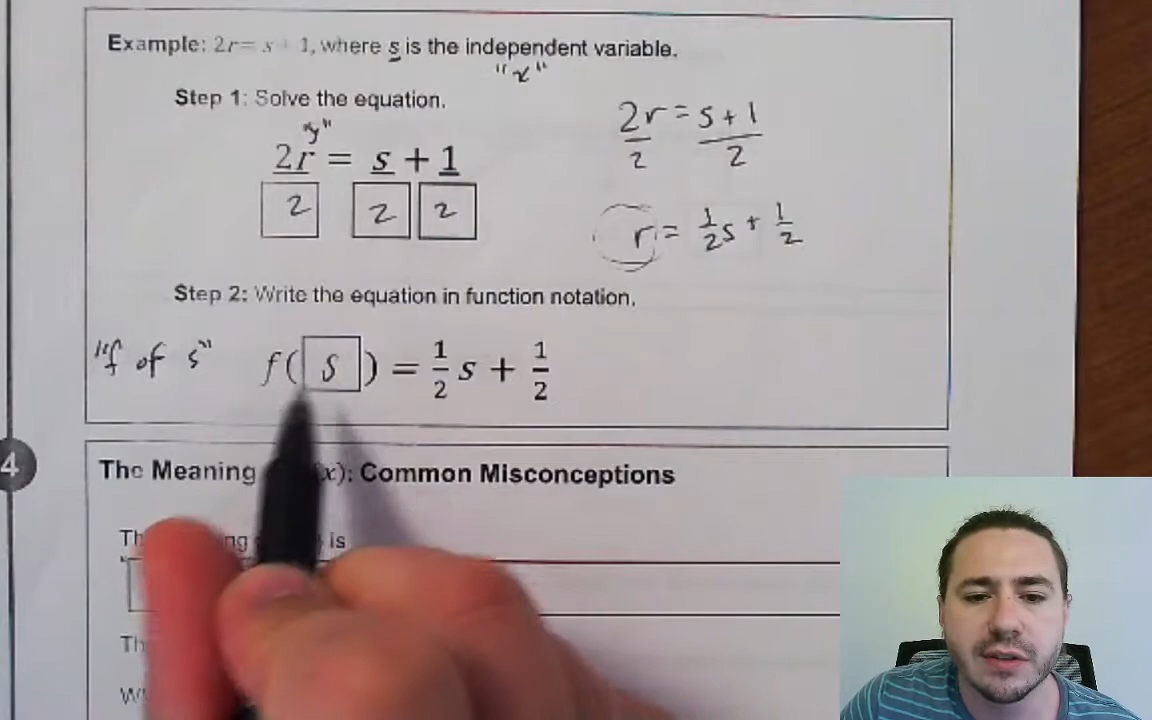 Example: 2r = s + 1, where s is the independent variable.
"x"
Step 1: Solve the equation.
"y"
2r = s + 1
2 2 2
2r = s + 1
2 2
r = 1/2 s + 1/2
Step 2: Write the equation in function notation.
"f of s" f( s ) = 1/2 s + 1/2
4
The Meaning (x): Common Misconceptions
is